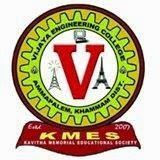 VIJAYA ENGINEERING COLLEGE
AMMAPALEM, KHAMMAM DIST
V
Estd. 2007
KMES
KAVITHA MEMORIAL EDUCATIONAL SOCIETY